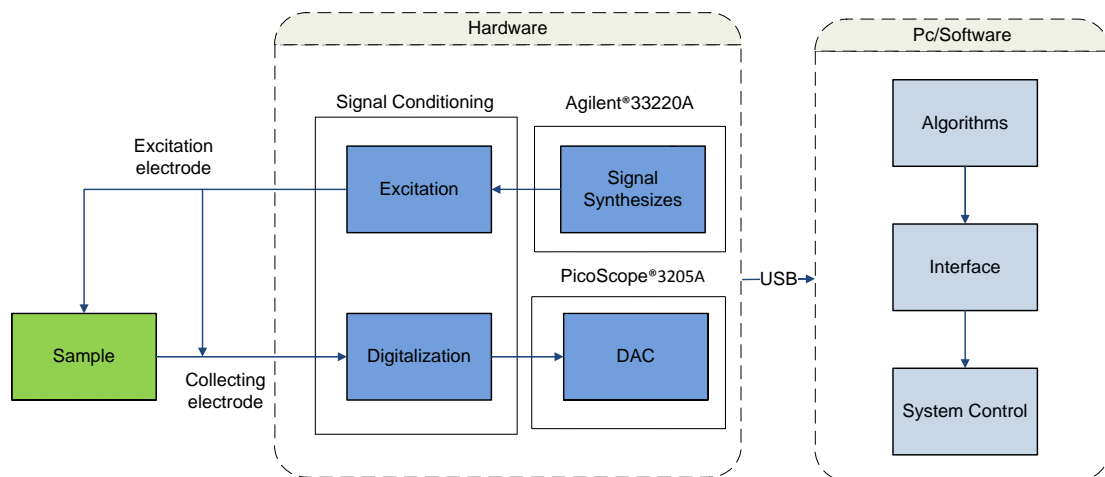 Hardware
Pc/Software
Signal Conditioning
Agilent®33220A
Algorithms
Excitation
electrode
Excitation
Signal
Synthesizes
PicoScope®3205A
USB
Interface
Sample
Digitalization
DAC
Collecting
electrode
System Control